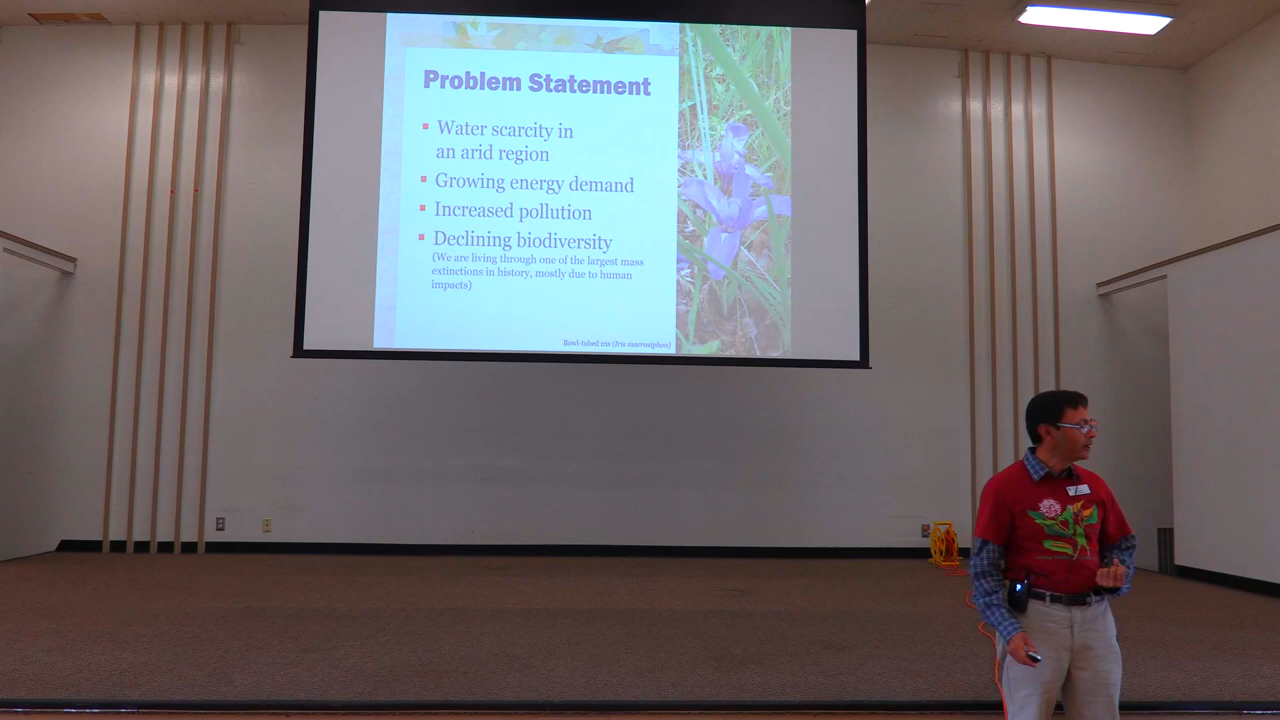 Problem Statement
Water scarcity in
an arid region
Growing energy demand
Increased pollution
Declining biodiversity
(We are living through one of the largest mass
extinctions in history, mostly due to human
impacts)
Bowl-tubed iris (Iris macrosiphon)